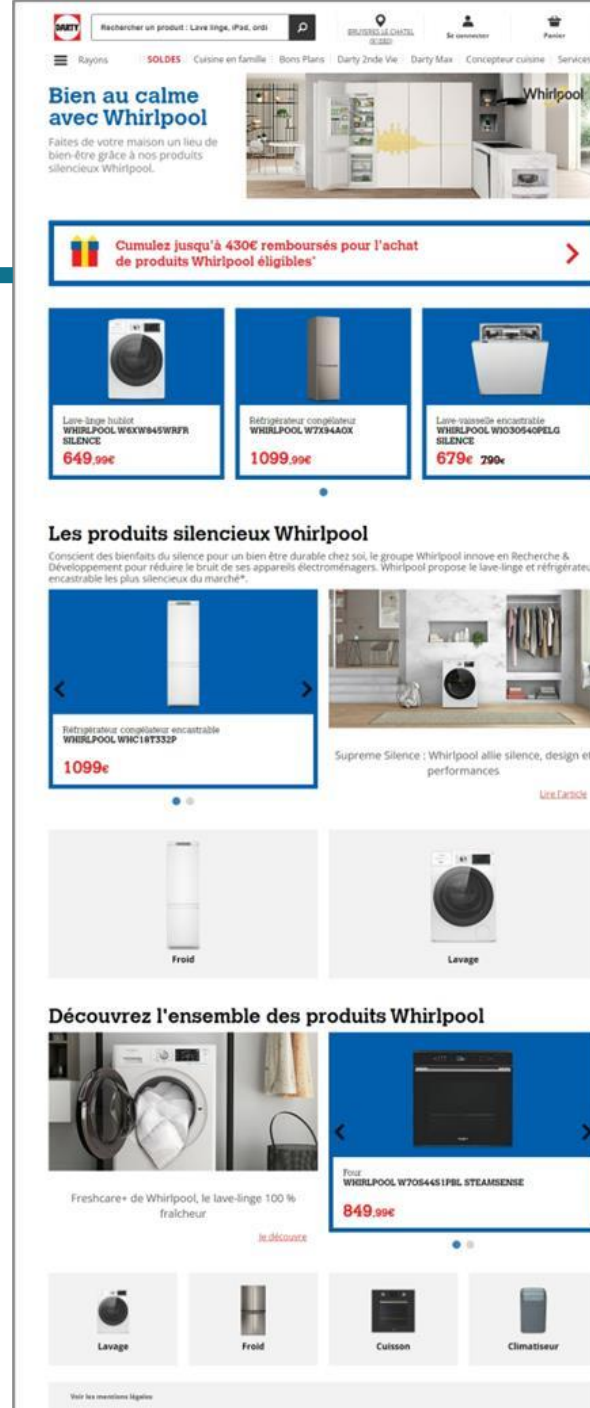 DARTY
Rechercher un produit : Lave linge, iPad, ordi
BRUYERES LE CHATEL
Se connecter
Panier
Rayons
SOLDES
Cuisine en famille
Bons Plans
Darty 2nde Vie
Darty Max
Concepteur cuisine
Services
Bien au calme
avec Whirlpool
Faites de votre maison un lieu de
bien-être grâce à nos produits
silencieux Whirlpool.
Whirlpool
Cumulez jusqu'à 430€ remboursés pour l'achat
de produits Whirlpool éligibles*
Lave-linge hublot
WHIRLPOOL W6XW845WRFR
SILENCE
649,99€
Réfrigérateur congélateur
WHIRLPOOL W7X94AOX
1099,99€
Lave-vaisselle encastrable
WHIRLPOOL WIO3O540PELG
SILENCE
679€ 799€
Les produits silencieux Whirlpool
Conscient des bienfaits du silence pour un bien être durable chez soi, le groupe Whirlpool innove en Recherche &
Développement pour réduire le bruit de ses appareils électroménagers. Whirlpool propose le lave-linge et réfrigérateu
encastrable les plus silencieux du marché*.
Réfrigérateur congélateur encastrable
WHIRLPOOL WHC18T332P
1099€
Supreme Silence : Whirlpool allie silence, design et
performances
Lire l'article
Froid
Lavage
Découvrez l'ensemble des produits Whirlpool
Freshcare+ de Whirlpool, le lave-linge 100 %
fraîcheur
Je découvre
Four
WHIRLPOOL W7OS44S1PBL STEAMSENSE
849,99€
Lavage
Froid
Cuisson
Climatiseur
Voir les mentions légales